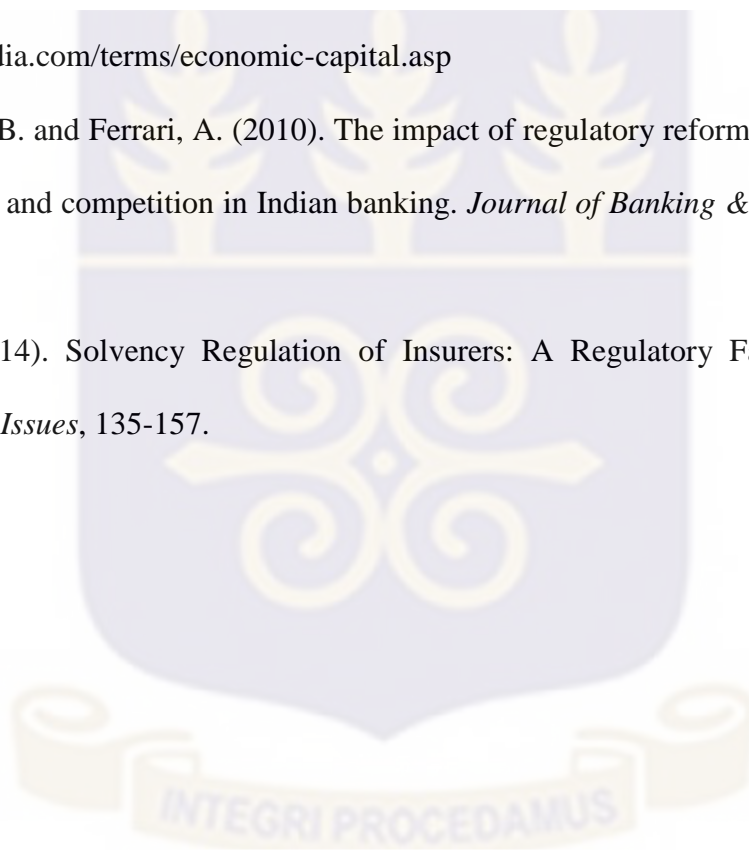 dia.com/terms/economic-capital.asp
B. and Ferrari, A. (2010). The impact of regulatory reform
and competition in Indian banking. Journal of Banking &
14). Solvency Regulation of Insurers: A Regulatory F
Issues, 135-157.
INTEGRI PROCEDAMUS